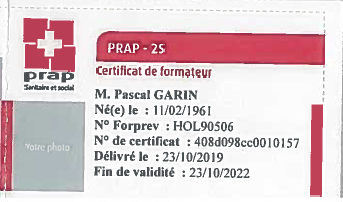 PRAP - 2S
prap
Sanitaire et social
Certificat de formateur
M. Pascal GARIN
Né(e) le : 11/02/1961
N° Forprev : HOL90506
N° de certificat : 408d098cc0010157
Délivré le : 23/10/2019
Fin de validité : 23/10/2022
Votre photo